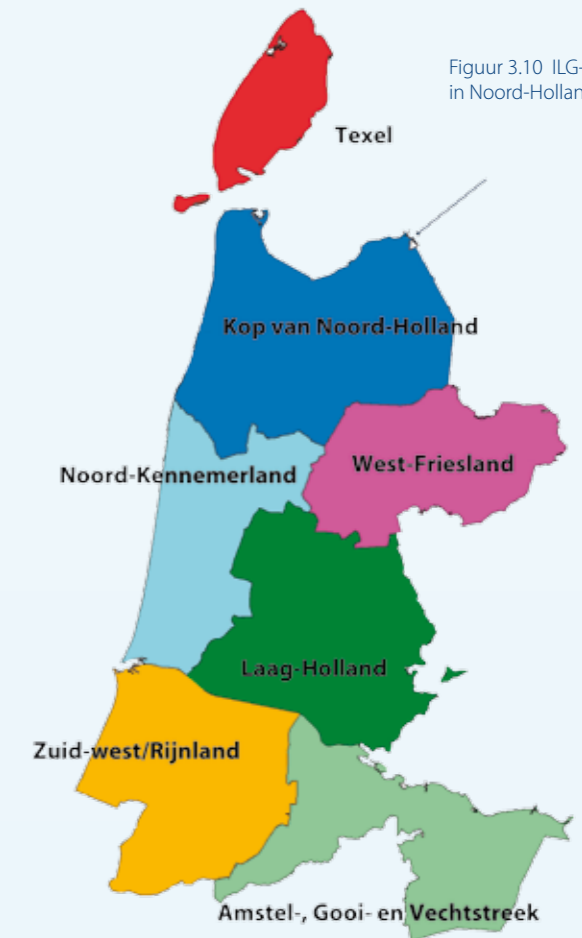 Figuur 3.10 ILG-
in Noord-Hollan
Texel
Kop van Noord-Holland
West-Friesland
Noord-Kennemerland
Laag-Holland
Zuid-west/Rijnland
Amstel-, Gooi- en Vechtstreek